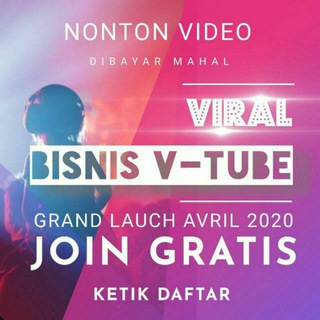 NONTON VIDEO
DIBAYAR MAHAL
VIRAL
BISNIS V-TUBE
GRAND LAUCH AVRIL 2020
JOIN GRATIS
KETIK DAFTAR